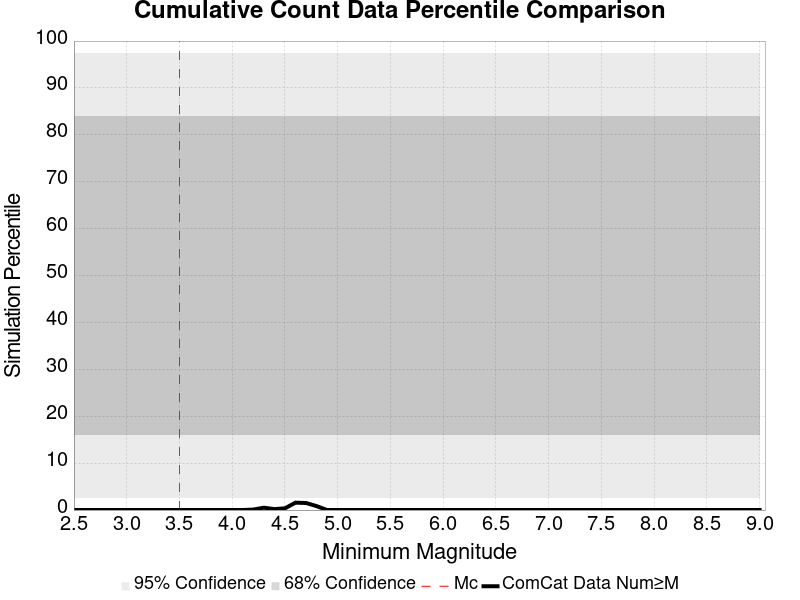 Cumulative Count Data Percentile Comparison
100
90
80
70
60
50
40
30
20
10
0
Simulation Percentile
2.5 3.0 3.5 4.0 4.5 5.0 5.5 6.0 6.5 7.0 7.5 8.0 8.5 9.0
Minimum Magnitude
95% Confidence 68% Confidence Mc ComCat Data Num≥M